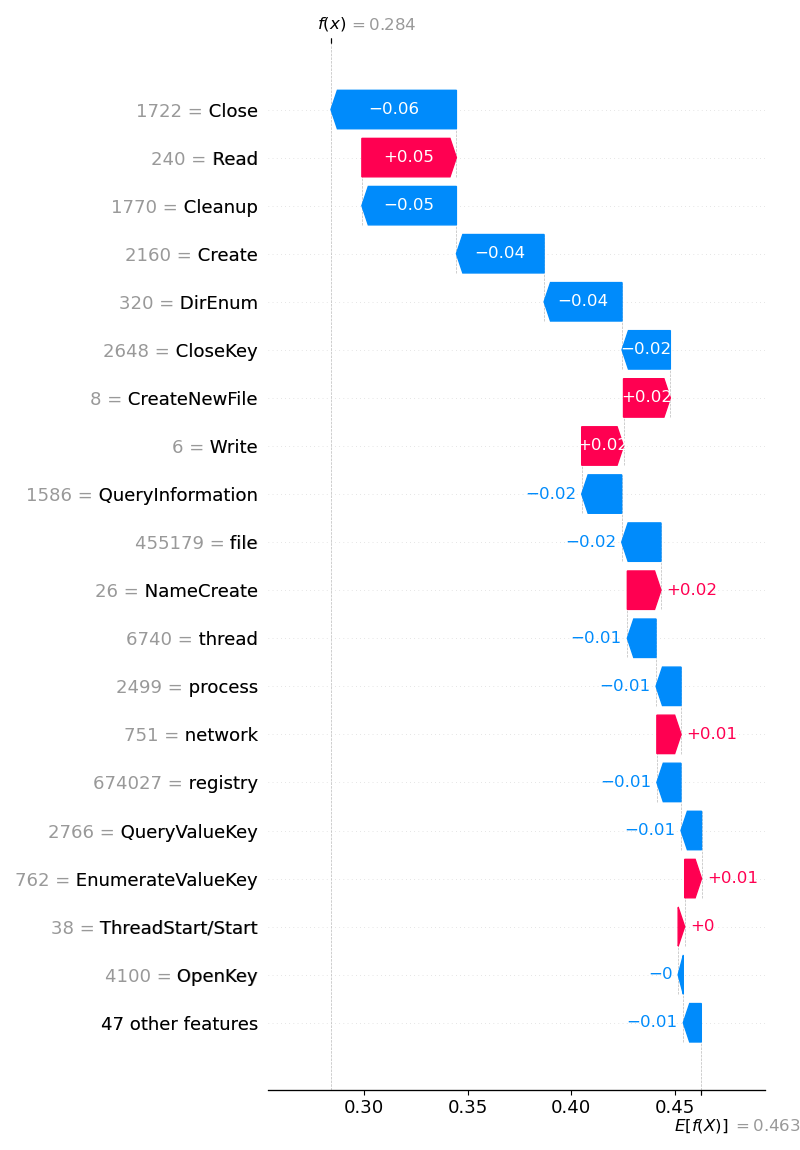 f(x) = 0.284
1722 = Close −0.06
240 = Read +0.05
1770 = Cleanup −0.05
2160 = Create −0.04
320 = DirEnum −0.04
2648 = CloseKey −0.02
8 = CreateNewFile +0.02
6 = Write +0.02
1586 = QueryInformation −0.02
455179 = file −0.02
26 = NameCreate +0.02
6740 = thread −0.01
2499 = process −0.01
751 = network +0.01
674027 = registry −0.01
2766 = QueryValueKey −0.01
762 = EnumerateValueKey +0.01
38 = ThreadStart/Start +0
4100 = OpenKey −0
47 other features −0.01
0.30 0.35 0.40 0.45
E[f(X)] = 0.463